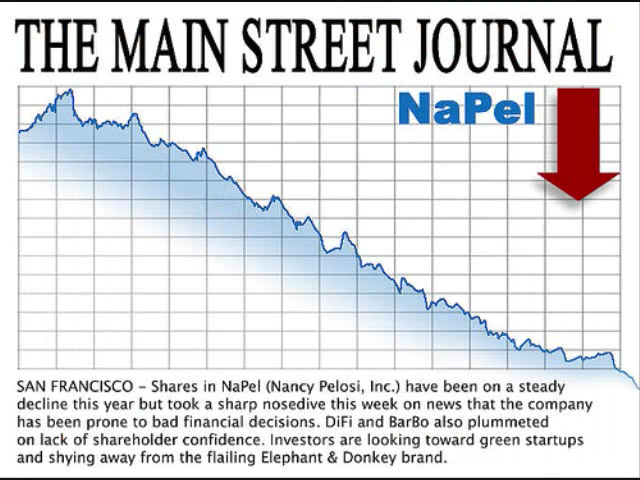 THE MAIN STREET JOURNAL
NaPel
SAN FRANCISCO – Shares in NaPel (Nancy Pelosi, Inc.) have been on a steady
decline this year but took a sharp nosedive this week on news that the company
has been prone to bad financial decisions. DiFi and BarBo also plummeted
on lack of shareholder confidence. Investors are looking toward green startups
and shying away from the flailing Elephant & Donkey brand.